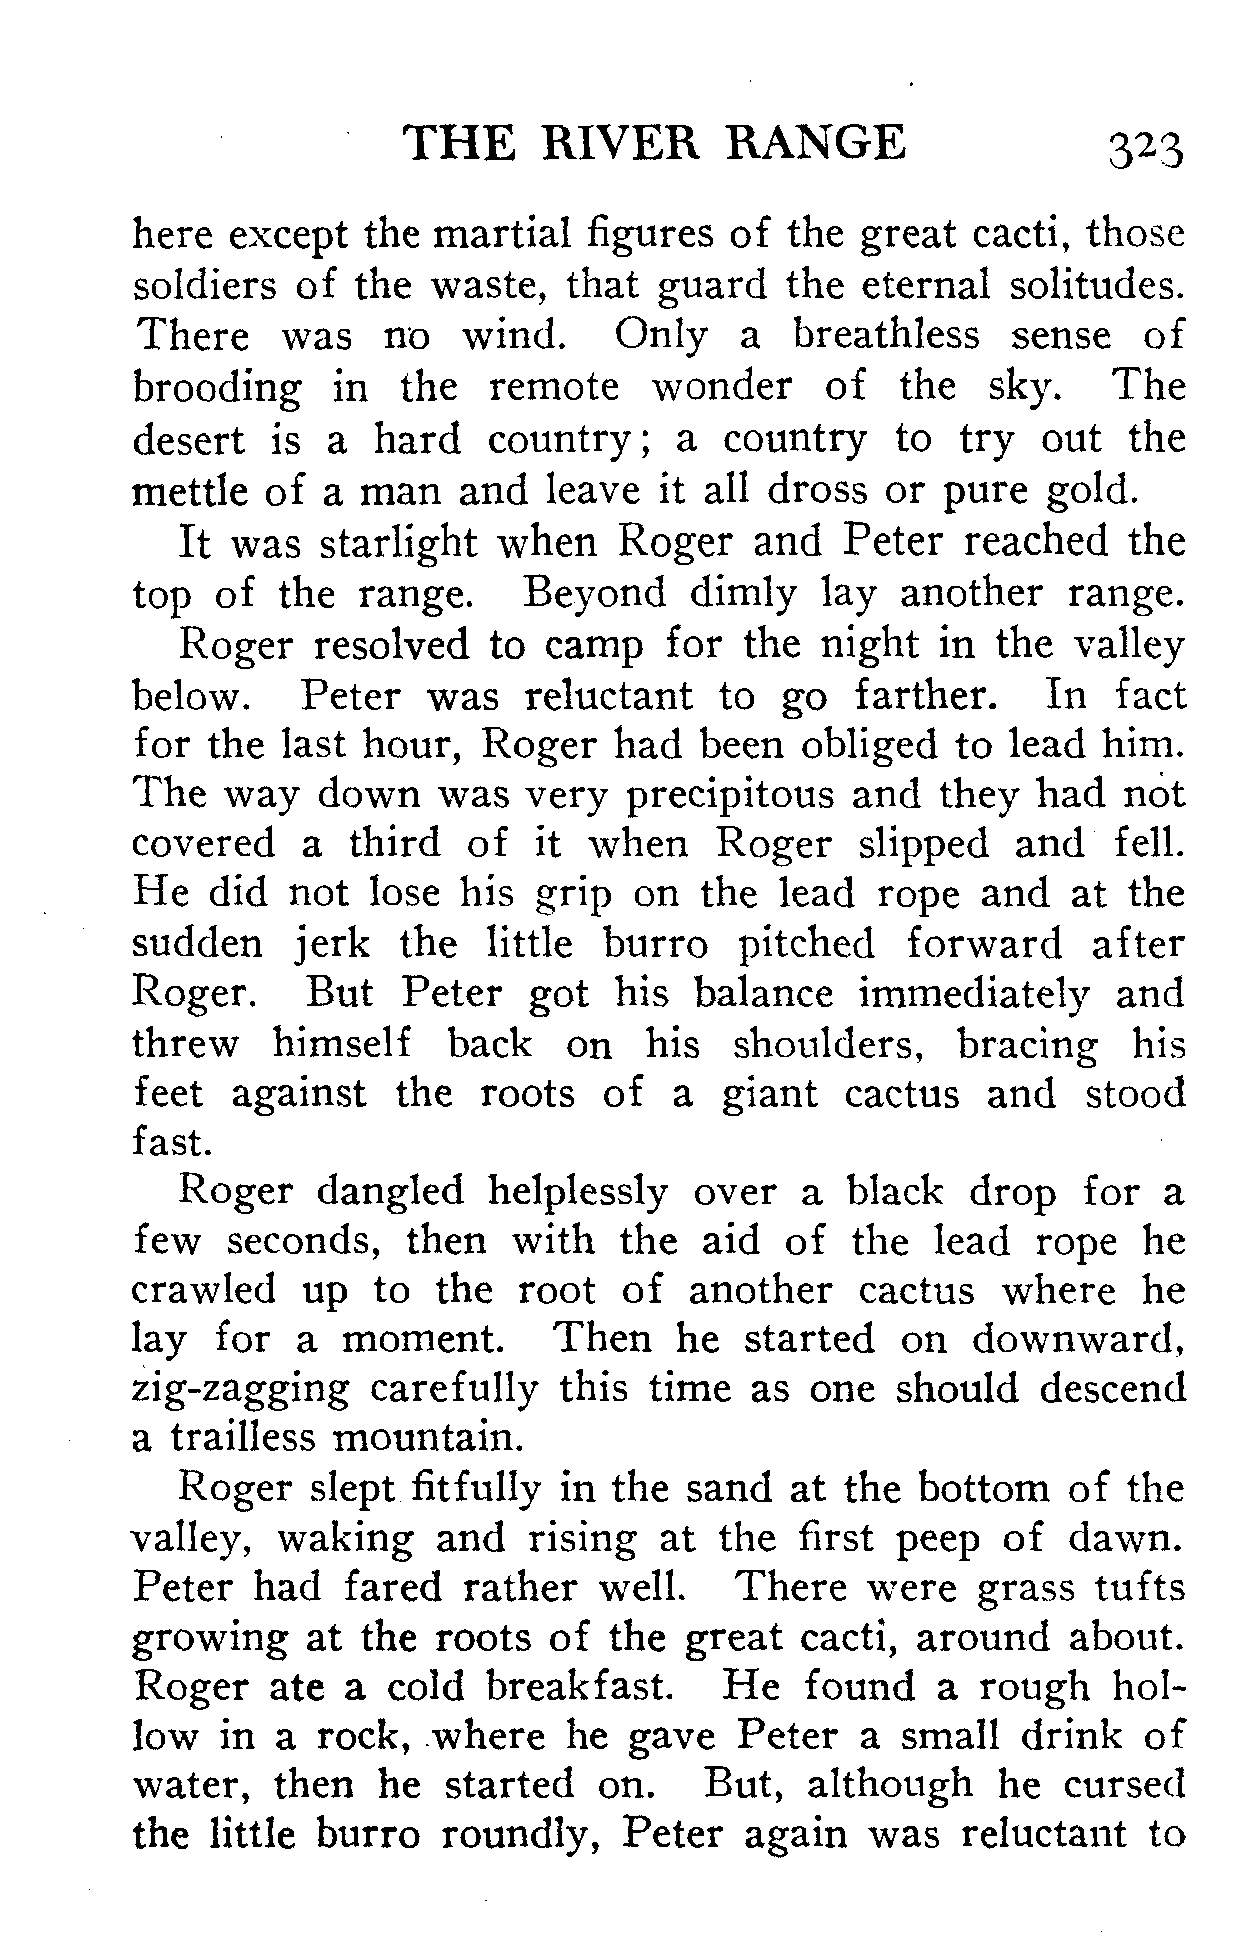 THE RIVER RANGE 323
here except the martial figures of the great cacti, those
soldiers of the waste, that guard the eternal solitudes.
There was no wind. Only a breathless sense of
brooding in the remote wonder of the sky. The
desert is a hard country; a country to try out the
mettle of a man and leave it all dross or pure gold.
It was starlight when Roger and Peter reached the
top of the range. Beyond dimly lay another range.
Roger resolved to camp for the night in the valley
below. Peter was reluctant to go farther. In fact
for the last hour, Roger had been obliged to lead him.
The way down was very precipitous and they had not
covered a third of it when Roger slipped and fell.
He did not lose his grip on the lead rope and at the
sudden jerk the little burro pitched forward after
Roger. But Peter got his balance immediately and
threw himself back on his shoulders, bracing his
feet against the roots of a giant cactus and stood
fast.
Roger dangled helplessly over a black drop for a
few seconds, then with the aid of the lead rope he
crawled up to the root of another cactus where he
lay for a moment. Then he started on downward,
zig-zagging carefully this time as one should descend
a trailless mountain.
Roger slept fitfully in the sand at the bottom of the
valley, waking and rising at the first peep of dawn.
Peter had fared rather well. There were grass tufts
growing at the roots of the great cacti, around about.
Roger ate a cold breakfast. He found a rough hol-
low in a rock, where he gave Peter a small drink of
water, then he started on. But, although he cursed
the little burro roundly, Peter again was reluctant to